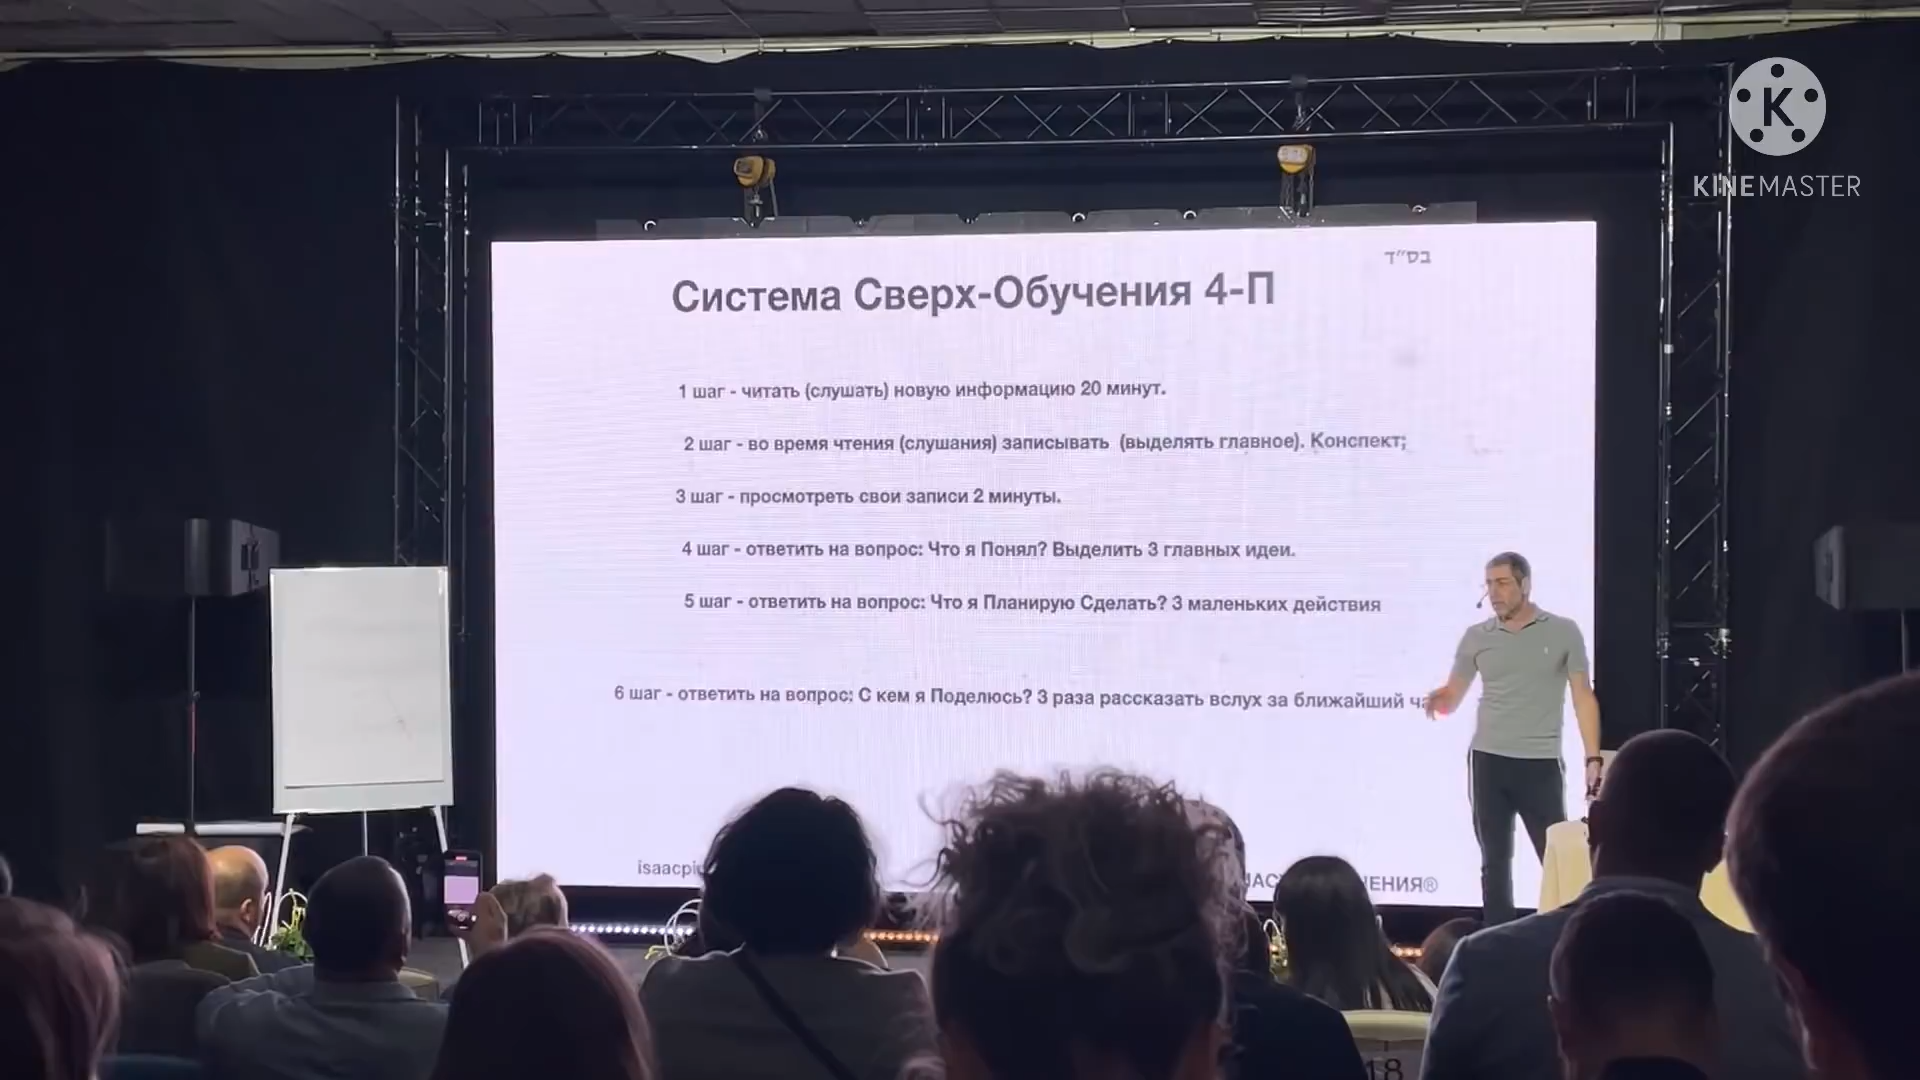 KINEMASTER
בס״ד
Система Сверх-Обучения 4-П
1 шаг - читать (слушать) новую информацию 20 минут.
2 шаг - во время чтения (слушания) записывать (выделять главное). Конспект;
3 шаг - просмотреть свои записи 2 минуты.
4 шаг - ответить на вопрос: Что я Понял? Выделить 3 главных идеи.
5 шаг - ответить на вопрос: Что я Планирую Сделать? 3 маленьких действия
6 шаг - ответить на вопрос: С кем я Поделюсь? 3 раза рассказать вслух за ближайший
18